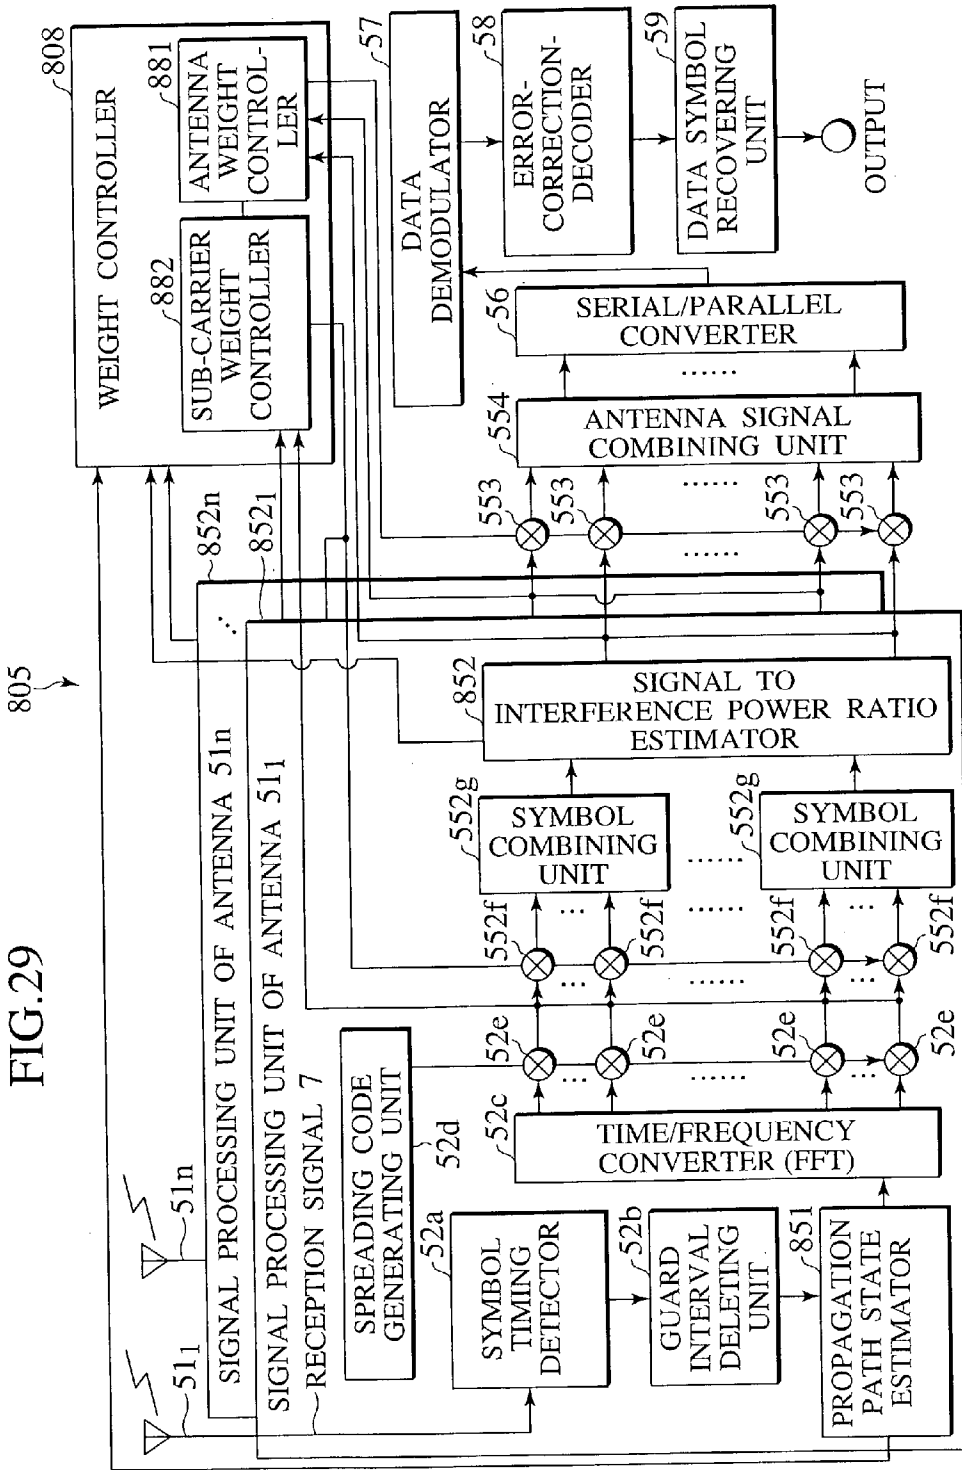 FIG.29
805
808
WEIGHT CONTROLLER
882
SUB-CARRIER
WEIGHT
CONTROLLER
881
ANTENNA
WEIGHT
CONTROL-
LER
51₁
51n
852n
852₁
SIGNAL PROCESSING UNIT OF ANTENNA 51n
SIGNAL PROCESSING UNIT OF ANTENNA 51₁
RECEPTION SIGNAL 7
SPREADING CODE
GENERATING UNIT
52d
52a
SYMBOL
TIMING
DETECTOR
52b
GUARD
INTERVAL
DELETING
UNIT
851
PROPAGATION
PATH STATE
ESTIMATOR
52c
TIME/FREQUENCY
CONVERTER (FFT)
52e
52e
52e
52e
552f
552f
552f
552f
552g
SYMBOL
COMBINING
UNIT
552g
SYMBOL
COMBINING
UNIT
852
SIGNAL TO
INTERFERENCE POWER RATIO
ESTIMATOR
553
553
553
553
554
ANTENNA SIGNAL
COMBINING UNIT
56
SERIAL/PARALLEL
CONVERTER
57
DATA
DEMODULATOR
58
ERROR-
CORRECTION-
DECODER
59
DATA SYMBOL
RECOVERING
UNIT
OUTPUT